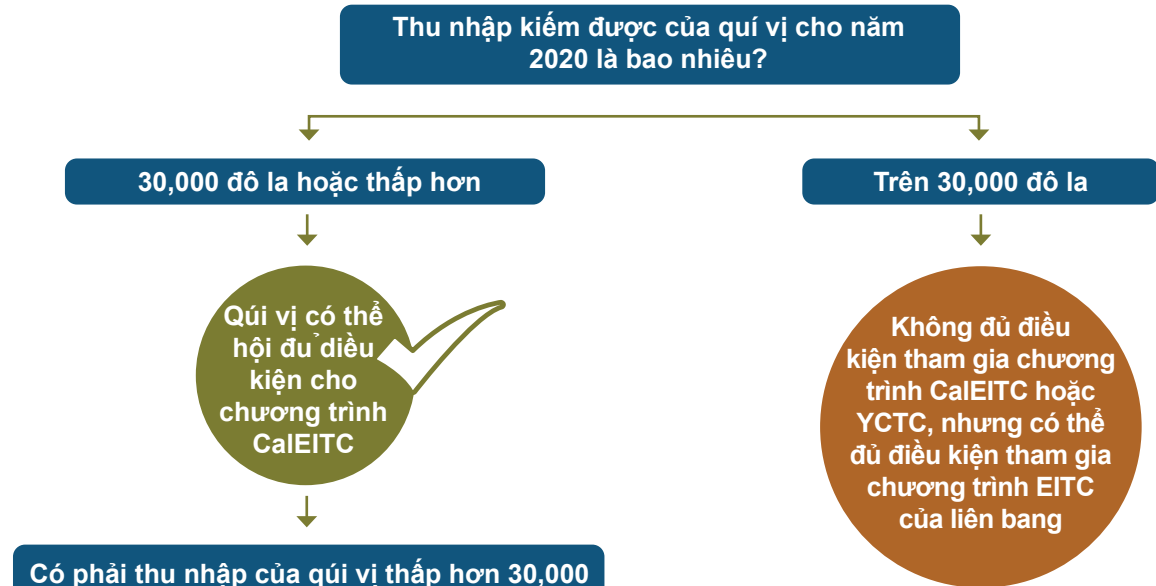 Thu nhập kiếm được của quí vị cho năm
2020 là bao nhiêu?
30,000 đô la hoặc thấp hơn
Trên 30,000 đô la
Qúi vị có thể
hội đủ diều
kiện cho
chương trình
CalEITC
Không đủ điều
kiện tham gia chương
trình CalEITC hoặc
YCTC, nhưng có thể
đủ điều kiện tham gia
chương trình EITC
của liên bang
Có phải thu nhập của qúi vị thấp hơn 30,000